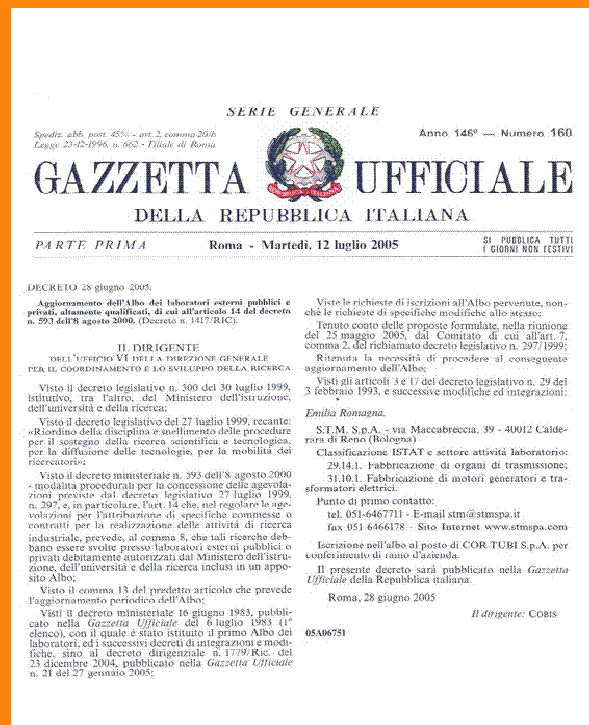 SERIE GENERALE
Spediz. abb. post. 45% - art. 2, comma 20/b
Legge 23-12-1996, n. 662 - Filiale di Roma
Anno 146° — Numero 160
GAZZETTA UFFICIALE
DELLA REPUBBLICA ITALIANA
PARTE PRIMA
Roma - Martedì, 12 luglio 2005
SI PUBBLICA TUTTI
I GIORNI NON FESTIVI
DECRETO 28 giugno 2005.
Aggiornamento dell'Albo dei laboratori esterni pubblici e
privati, altamente qualificati, di cui all'articolo 14 del decreto
n. 593 dell'8 agosto 2000. (Decreto n. 1417/RIC).
IL DIRIGENTE
DELL'UFFICIO VI DELLA DIREZIONE GENERALE
PER IL COORDINAMENTO E LO SVILUPPO DELLA RICERCA
Visto il decreto legislativo n. 300 del 30 luglio 1999,
istitutivo, tra l'altro, del Ministero dell'istruzione,
dell'università e della ricerca;
Visto il decreto legislativo del 27 luglio 1999, recante:
«Riordino della disciplina e snellimento delle procedure
per il sostegno della ricerca scientifica e tecnologica,
per la diffusione delle tecnologie, per la mobilità dei
ricercatori»;
Visto il decreto ministeriale n. 593 dell'8 agosto 2000
- modalità procedurali per la concessione delle agevola-
zioni previste dal decreto legislativo 27 luglio 1999,
n. 297, e, in particolare, l'art. 14 che, nel regolare le age-
volazioni per l'attribuzione di specifiche commesse o
contratti per la realizzazione delle attività di ricerca
industriale, prevede, al comma 8, che tali ricerche deb-
bano essere svolte presso laboratori esterni pubblici o
privati debitamente autorizzati dal Ministero dell'istru-
zione, dell'università e della ricerca inclusi in un appo-
sito Albo;
Visto il comma 13 del predetto articolo che prevede
l'aggiornamento periodico dell'Albo;
Visti il decreto ministeriale 16 giugno 1983, pubbli-
cato nella Gazzetta Ufficiale del 6 luglio 1983 (1°
elenco), con il quale è stato istituito il primo Albo dei
laboratori, ed i successivi decreti di integrazioni e modi-
fiche, sino al decreto dirigenziale n. 1779/Ric. del
23 dicembre 2004, pubblicato nella Gazzetta Ufficiale
n. 21 del 27 gennaio 2005;
Viste le richieste di iscrizioni all'Albo pervenute, non-
ché le richieste di specifiche modifiche allo stesso;
Tenuto conto delle proposte formulate, nella riunione
del 25 maggio 2005, dal Comitato di cui all'art. 7,
comma 2, del richiamato decreto legislativo n. 297/1999;
Ritenuta la necessità di procedere al conseguente
aggiornamento dell'Albo;
Visti gli articoli 3 e 17 del decreto legislativo n. 29 del
3 febbraio 1993, e successive modifiche ed integrazioni;
Emilia Romagna.
S.T.M. S.p.A. - via Maccabreccia, 39 - 40012 Calde-
rara di Reno (Bologna)
Classificazione ISTAT e settore attività laboratorio:
29.14.1. Fabbricazione di organi di trasmissione;
31.10.1. Fabbricazione di motori generatori e tra-
sformatori elettrici.
Punto di primo contatto:
tel. 051-6467711 - E-mail stm@stmspa.it
fax 051-6466178 - Sito Internet www.stmspa.com
Iscrizione nell'albo al posto di COR TUBI S.p.A. per
conferimento di ramo d'azienda.
Il presente decreto sarà pubblicato nella Gazzetta
Ufficiale della Repubblica italiana.
Roma, 28 giugno 2005
Il dirigente: COBIS
05A06751